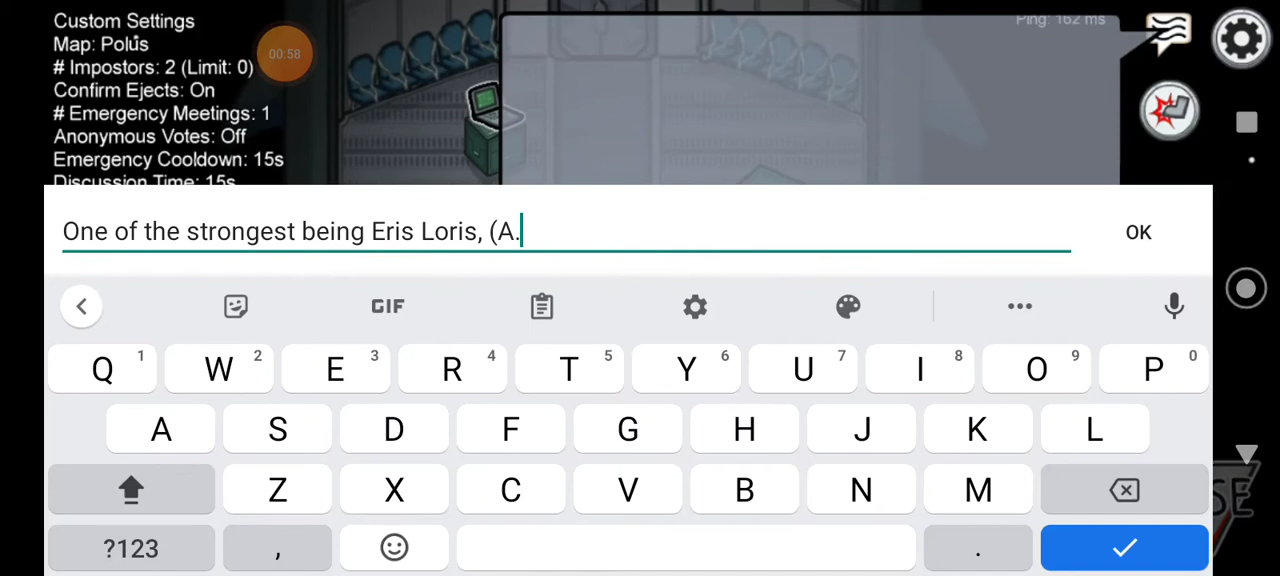 Custom Settings
Map: Polus
# Impostors: 2 (Limit: 0)
Confirm Ejects: On
# Emergency Meetings: 1
Anonymous Votes: Off
Emergency Cooldown: 15s
Discussion Time: 15s
00:58
Ping: 162 ms
One of the strongest being Eris Loris, (A.
OK
GIF
Q 1 W 2 E 3 R 4 T 5 Y 6 U 7 I 8 O 9 P 0
A S D F G H J K L
Z X C V B N M
?123 , .